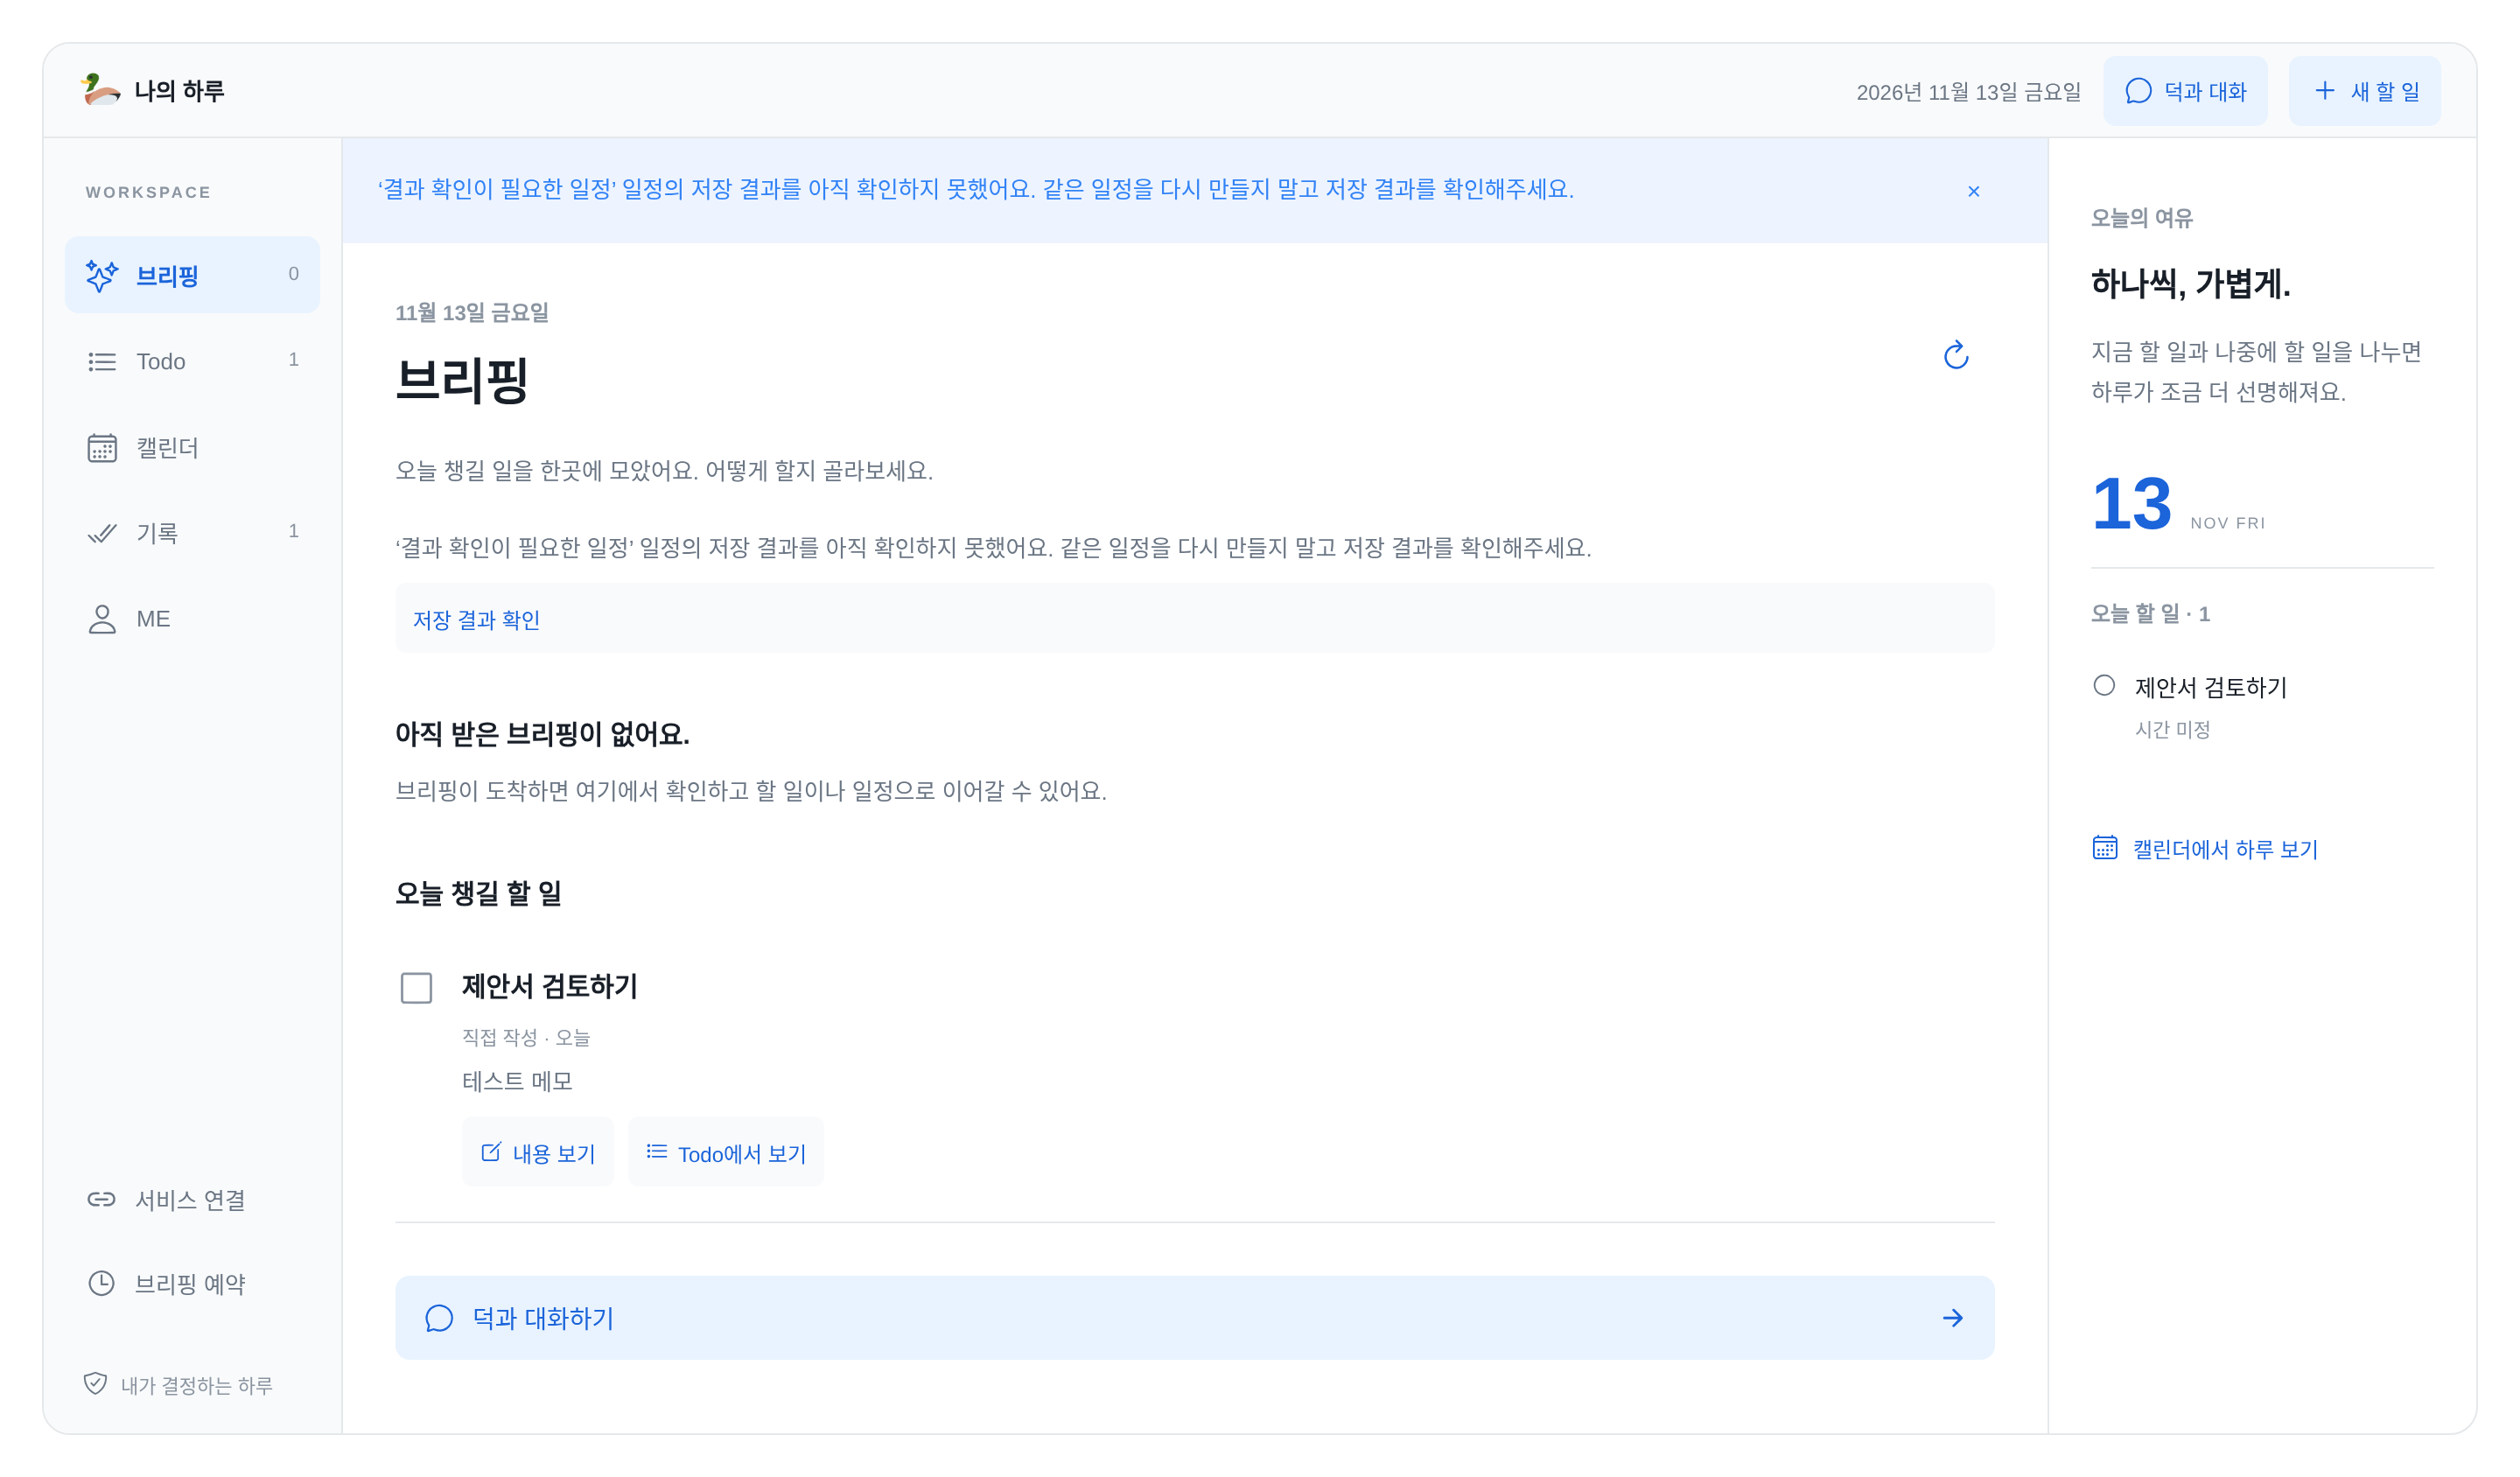 나의 하루
2026년 11월 13일 금요일
덕과 대화
새 할 일
WORKSPACE
브리핑 0
Todo 1
캘린더
기록 1
ME
서비스 연결
브리핑 예약
내가 결정하는 하루
‘결과 확인이 필요한 일정’ 일정의 저장 결과를 아직 확인하지 못했어요. 같은 일정을 다시 만들지 말고 저장 결과를 확인해주세요.
11월 13일 금요일
브리핑
오늘 챙길 일을 한곳에 모았어요. 어떻게 할지 골라보세요.
‘결과 확인이 필요한 일정’ 일정의 저장 결과를 아직 확인하지 못했어요. 같은 일정을 다시 만들지 말고 저장 결과를 확인해주세요.
저장 결과 확인
아직 받은 브리핑이 없어요.
브리핑이 도착하면 여기에서 확인하고 할 일이나 일정으로 이어갈 수 있어요.
오늘 챙길 할 일
제안서 검토하기
직접 작성 · 오늘
테스트 메모
내용 보기
Todo에서 보기
덕과 대화하기
오늘의 여유
하나씩, 가볍게.
지금 할 일과 나중에 할 일을 나누면
하루가 조금 더 선명해져요.
13 NOV FRI
오늘 할 일 · 1
제안서 검토하기
시간 미정
캘린더에서 하루 보기